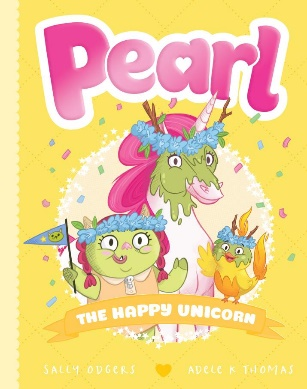 Pearl
THE HAPPY UNICORN
SALLY ODGERS
ADELE K THOMAS